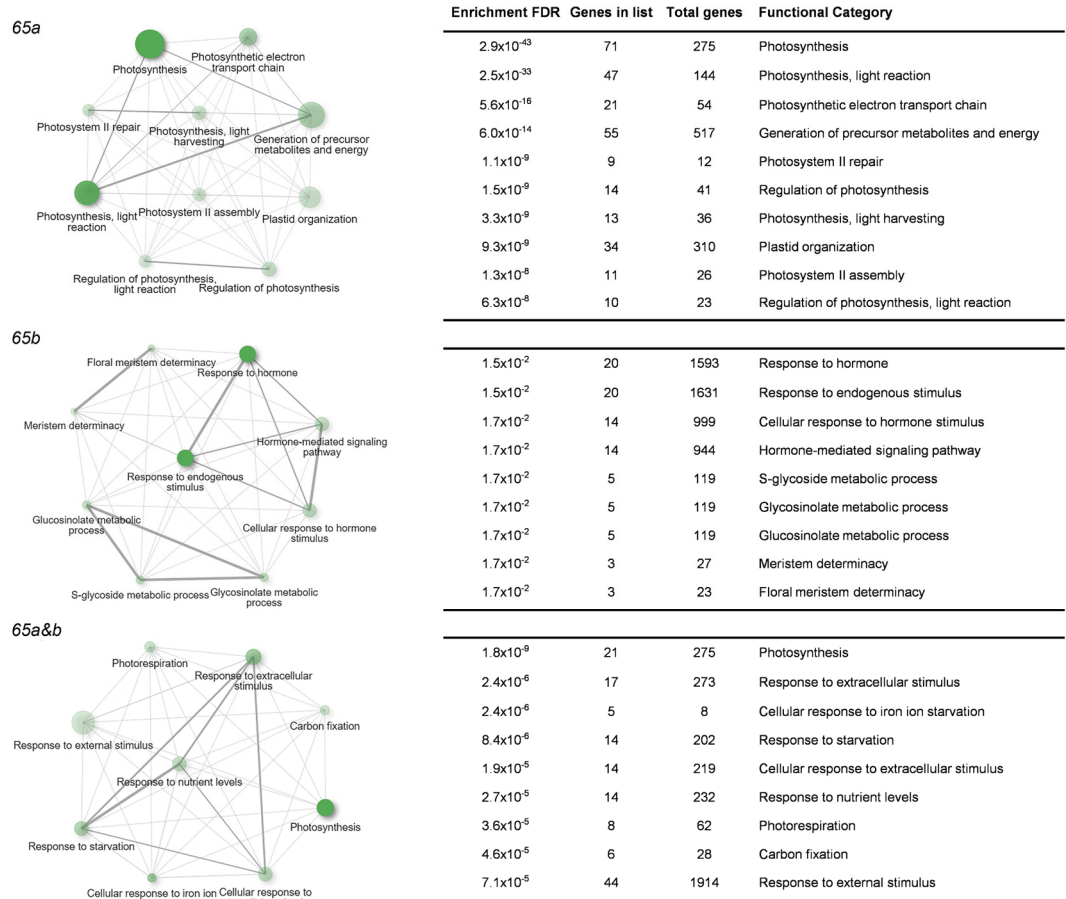 65a
Photosynthesis
Photosynthetic electron
transport chain
Photosystem II repair
Photosynthesis, light
harvesting
Generation of precursor
metabolites and energy
Photosynthesis, light
reaction
Photosystem II assembly
Plastid organization
Regulation of photosynthesis,
light reaction
Regulation of photosynthesis
Enrichment FDR Genes in list Total genes Functional Category
2.9x10⁻⁴³ 71 275 Photosynthesis
2.5x10⁻³³ 47 144 Photosynthesis, light reaction
5.6x10⁻¹⁶ 21 54 Photosynthetic electron transport chain
6.0x10⁻¹⁴ 55 517 Generation of precursor metabolites and energy
1.1x10⁻⁹ 9 12 Photosystem II repair
1.5x10⁻⁹ 14 41 Regulation of photosynthesis
3.3x10⁻⁹ 13 36 Photosynthesis, light harvesting
9.3x10⁻⁹ 34 310 Plastid organization
1.3x10⁻⁸ 11 26 Photosystem II assembly
6.3x10⁻⁸ 10 23 Regulation of photosynthesis, light reaction
65b
Floral meristem determinacy
Response to hormone
Meristem determinacy
Hormone-mediated signaling
pathway
Response to endogenous
stimulus
Glucosinolate metabolic
process
Cellular response to hormone
stimulus
S-glycoside metabolic process
Glycosinolate metabolic
process
1.5x10⁻² 20 1593 Response to hormone
1.5x10⁻² 20 1631 Response to endogenous stimulus
1.7x10⁻² 14 999 Cellular response to hormone stimulus
1.7x10⁻² 14 944 Hormone-mediated signaling pathway
1.7x10⁻² 5 119 S-glycoside metabolic process
1.7x10⁻² 5 119 Glycosinolate metabolic process
1.7x10⁻² 5 119 Glucosinolate metabolic process
1.7x10⁻² 3 27 Meristem determinacy
1.7x10⁻² 3 23 Floral meristem determinacy
65a&b
Photorespiration
Response to extracellular
stimulus
Carbon fixation
Response to external stimulus
Response to nutrient levels
Photosynthesis
Response to starvation
Cellular response to iron ion
Cellular response to
1.8x10⁻⁹ 21 275 Photosynthesis
2.4x10⁻⁶ 17 273 Response to extracellular stimulus
2.4x10⁻⁶ 5 8 Cellular response to iron ion starvation
8.4x10⁻⁶ 14 202 Response to starvation
1.9x10⁻⁵ 14 219 Cellular response to extracellular stimulus
2.7x10⁻⁵ 14 232 Response to nutrient levels
3.6x10⁻⁵ 8 62 Photorespiration
4.6x10⁻⁵ 6 28 Carbon fixation
7.1x10⁻⁵ 44 1914 Response to external stimulus